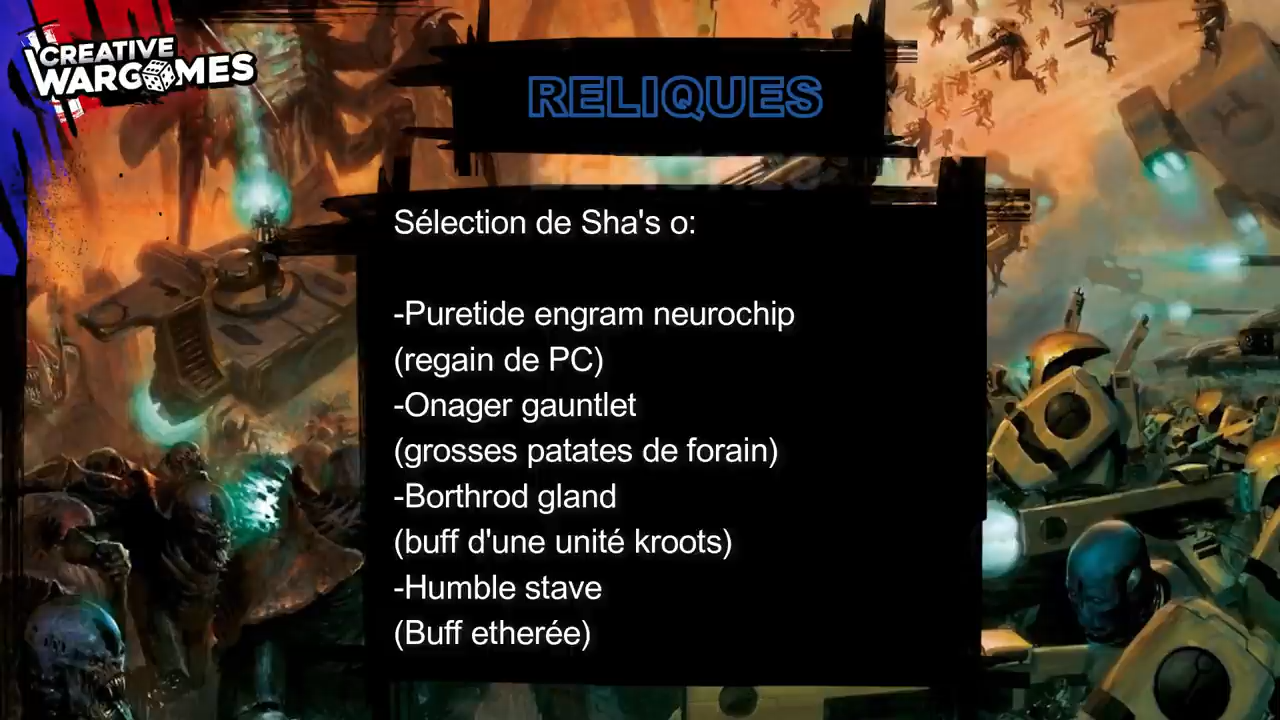 CREATIVE
WARGAMES
RELIQUES
Sélection de Sha's o:
-Puretide engram neurochip
(regain de PC)
-Onager gauntlet
(grosses patates de forain)
-Borthrod gland
(buff d'une unité kroots)
-Humble stave
(Buff etherée)